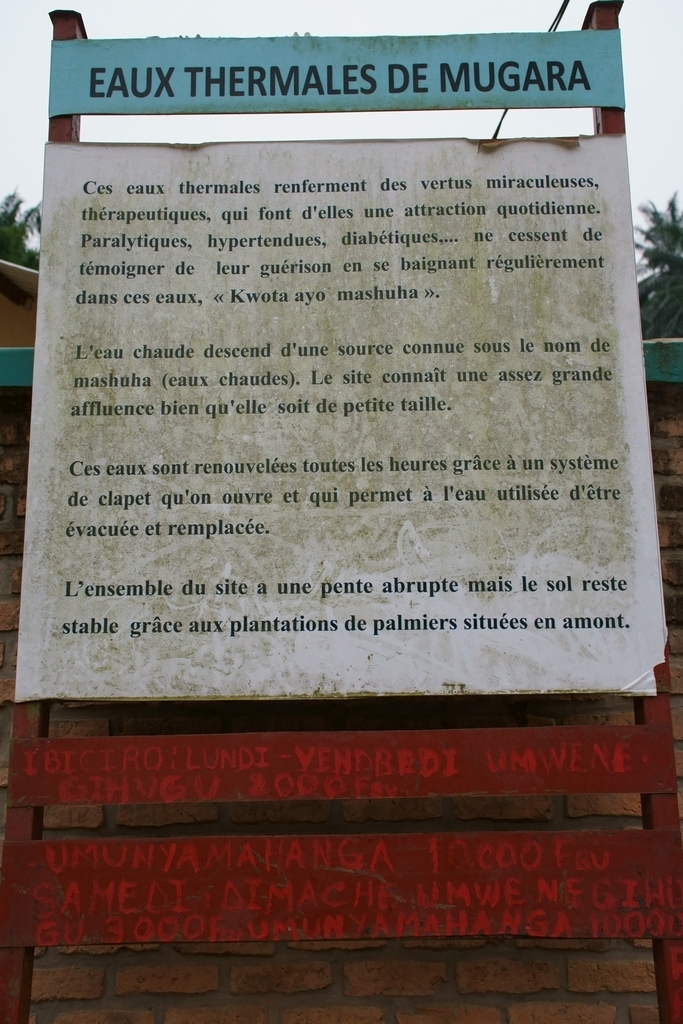 EAUX THERMALES DE MUGARA
Ces eaux thermales renferment des vertus miraculeuses,
thérapeutiques, qui font d'elles une attraction quotidienne.
Paralytiques, hypertendues, diabétiques,... ne cessent de
témoigner de leur guérison en se baignant régulièrement
dans ces eaux, « Kwota ayo mashuha ».
L'eau chaude descend d'une source connue sous le nom de
mashuha (eaux chaudes). Le site connaît une assez grande
affluence bien qu'elle soit de petite taille.
Ces eaux sont renouvelées toutes les heures grâce à un système
de clapet qu'on ouvre et qui permet à l'eau utilisée d'être
évacuée et remplacée.
L'ensemble du site a une pente abrupte mais le sol reste
stable grâce aux plantations de palmiers situées en amont.
IBICIRO: LUNDI - VENDREDI UMWENE
GIHUGU 2000 FBU
UMUNYAMAHANGA 10.000 FBU
SAMEDI, DIMACHE UMWENEGIHU
GU 3000F UMUNYAMAHANGA 10000